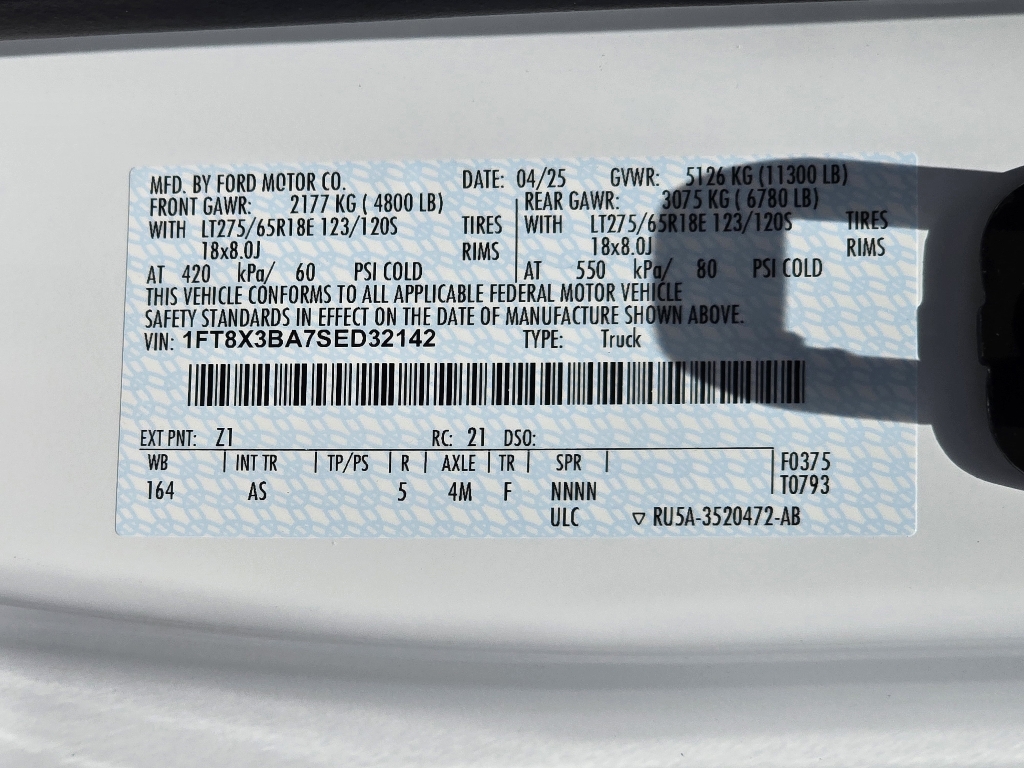 MFD. BY FORD MOTOR CO. DATE: 04/25 GVWR: 5126 KG (11300 LB)
FRONT GAWR: 2177 KG ( 4800 LB) REAR GAWR: 3075 KG ( 6780 LB)
WITH LT275/65R18E 123/120S TIRES WITH LT275/65R18E 123/120S TIRES
18x8.0J RIMS 18x8.0J RIMS
AT 420 kPa/ 60 PSI COLD AT 550 kPa/ 80 PSI COLD
THIS VEHICLE CONFORMS TO ALL APPLICABLE FEDERAL MOTOR VEHICLE
SAFETY STANDARDS IN EFFECT ON THE DATE OF MANUFACTURE SHOWN ABOVE.
VIN: 1FT8X3BA7SED32142 TYPE: Truck
EXT PNT: Z1 RC: 21 DSO:
WB INT TR TP/PS R AXLE TR SPR F0375
164 AS 5 4M F NNNN T0793
ULC ▽ RU5A-3520472-AB